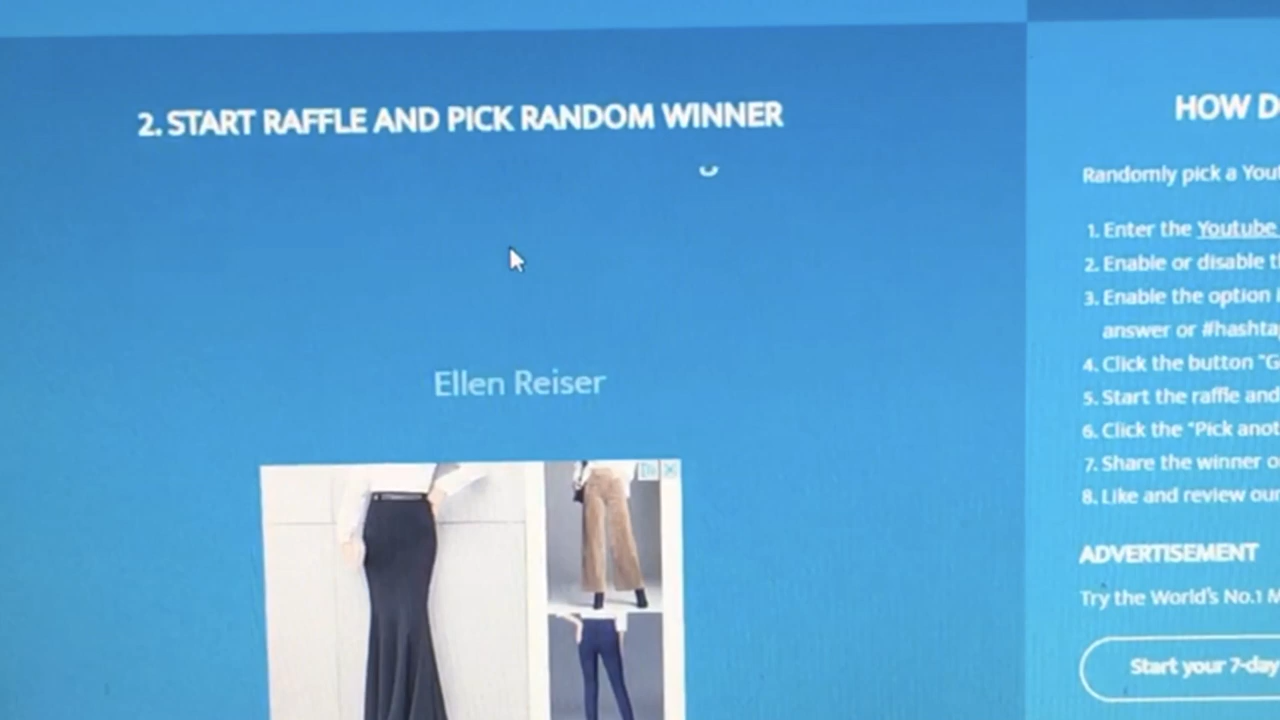 2. START RAFFLE AND PICK RANDOM WINNER
Ellen Reiser
HOW D
Randomly pick a Yout
1. Enter the Youtube
2. Enable or disable th
3. Enable the option i
answer or #hashta
4. Click the button "G
5. Start the raffle and
6. Click the "Pick anot
7. Share the winner o
8. Like and review our
ADVERTISEMENT
Try the World's No.1 M
Start your 7-day